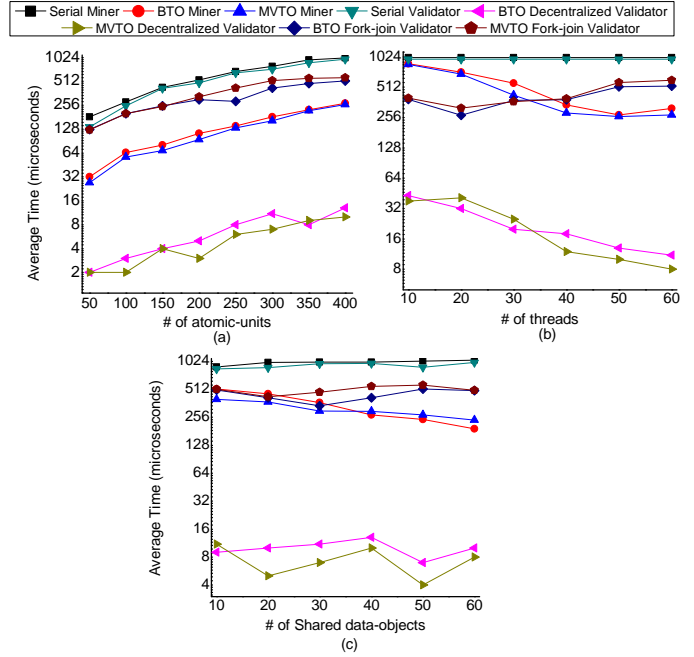 Serial Miner BTO Miner MVTO Miner Serial Validator BTO Decentralized Validator
MVTO Decentralized Validator BTO Fork-join Validator MVTO Fork-join Validator
Average Time (microseconds)
1024
512
256
128
64
32
16
8
4
2
50 100 150 200 250 300 350 400
# of atomic-units
(a)
1024
512
256
128
64
32
16
8
10 20 30 40 50 60
# of threads
(b)
Average Time (microseconds)
1024
512
256
128
64
32
16
8
4
10 20 30 40 50 60
# of Shared data-objects
(c)